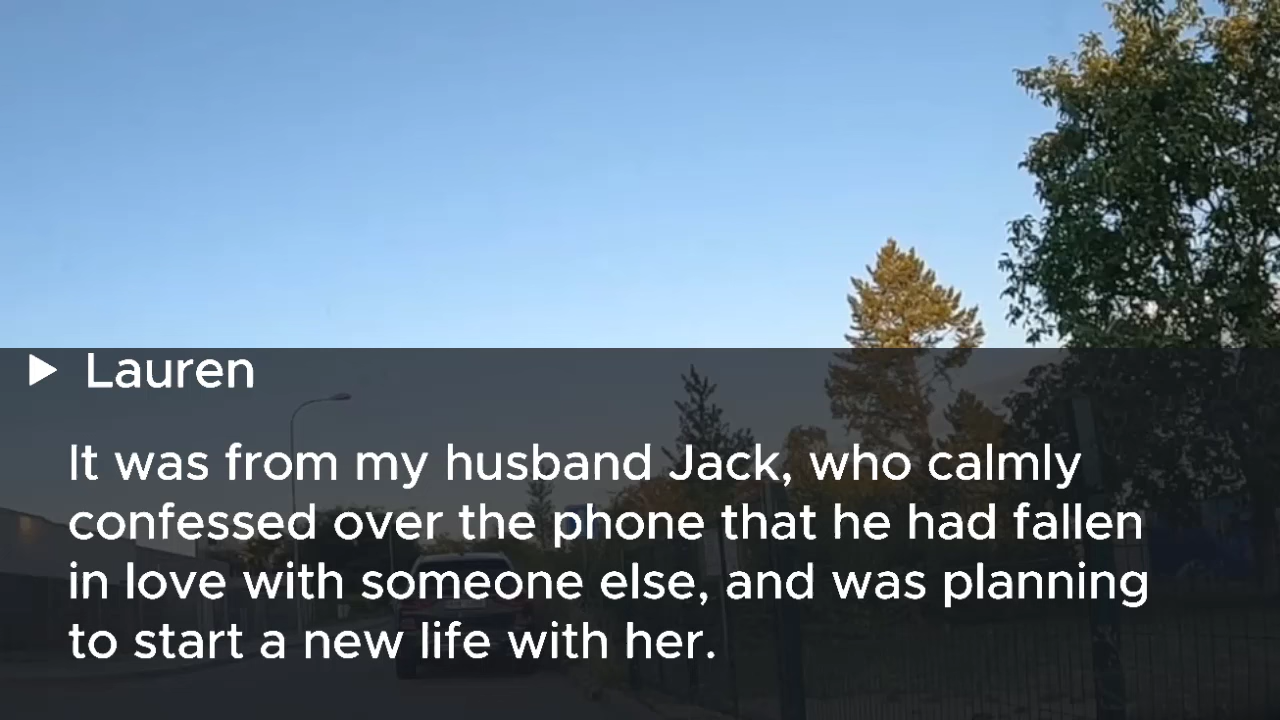 Lauren
It was from my husband Jack, who calmly
confessed over the phone that he had fallen
in love with someone else, and was planning
to start a new life with her.